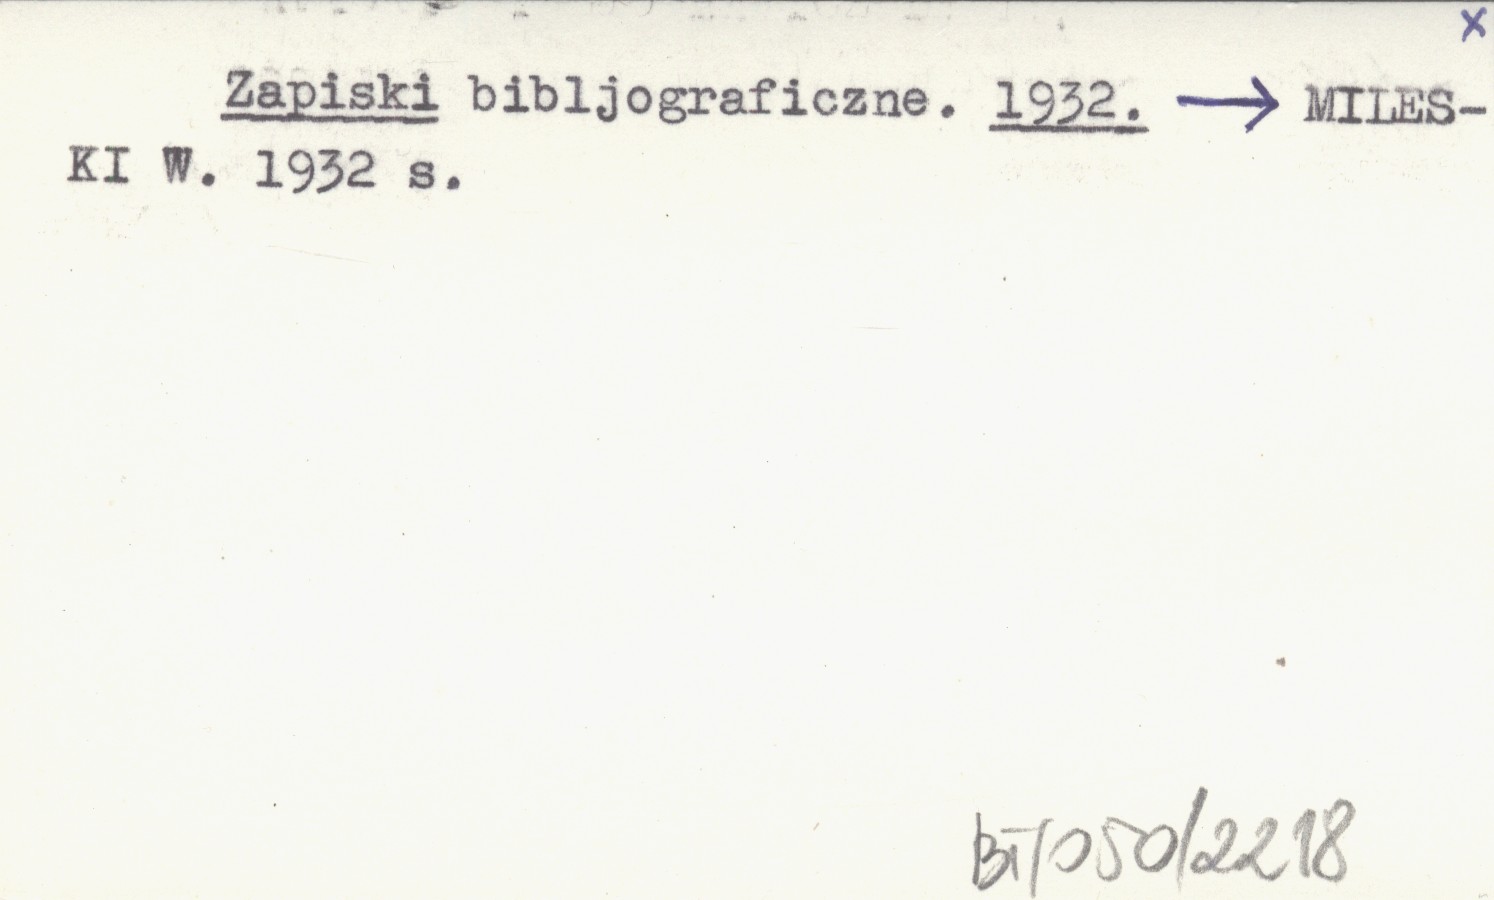 x
Zapiski bibljograficzne. 1932. → MILES-
KI W. 1932 s.
BT/050/2218